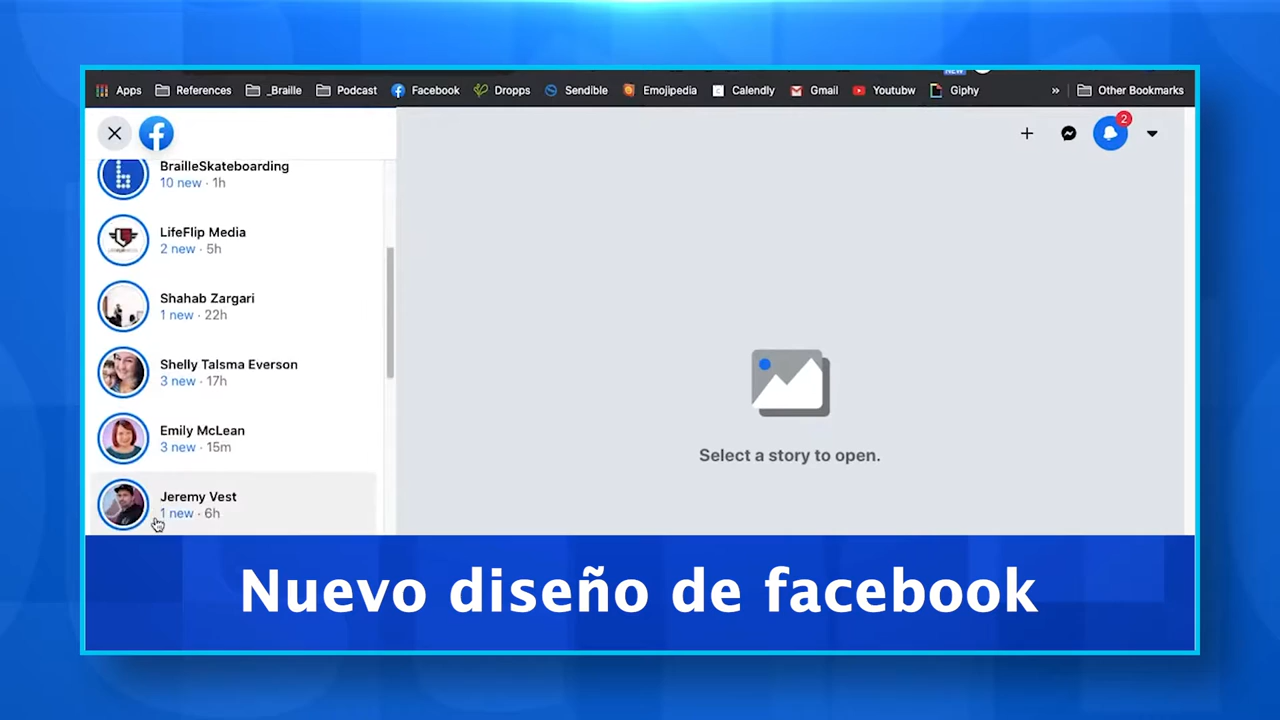 NEW
Apps References _Braille Podcast Facebook Dropps Sendible Emojipedia Calendly Gmail Youtubw Giphy » Other Bookmarks
2
BrailleSkateboarding
10 new · 1h
LifeFlip Media
2 new · 5h
Shahab Zargari
1 new · 22h
Shelly Talsma Everson
3 new · 17h
Emily McLean
3 new · 15m
Jeremy Vest
1 new · 6h
Select a story to open.
Nuevo diseño de facebook